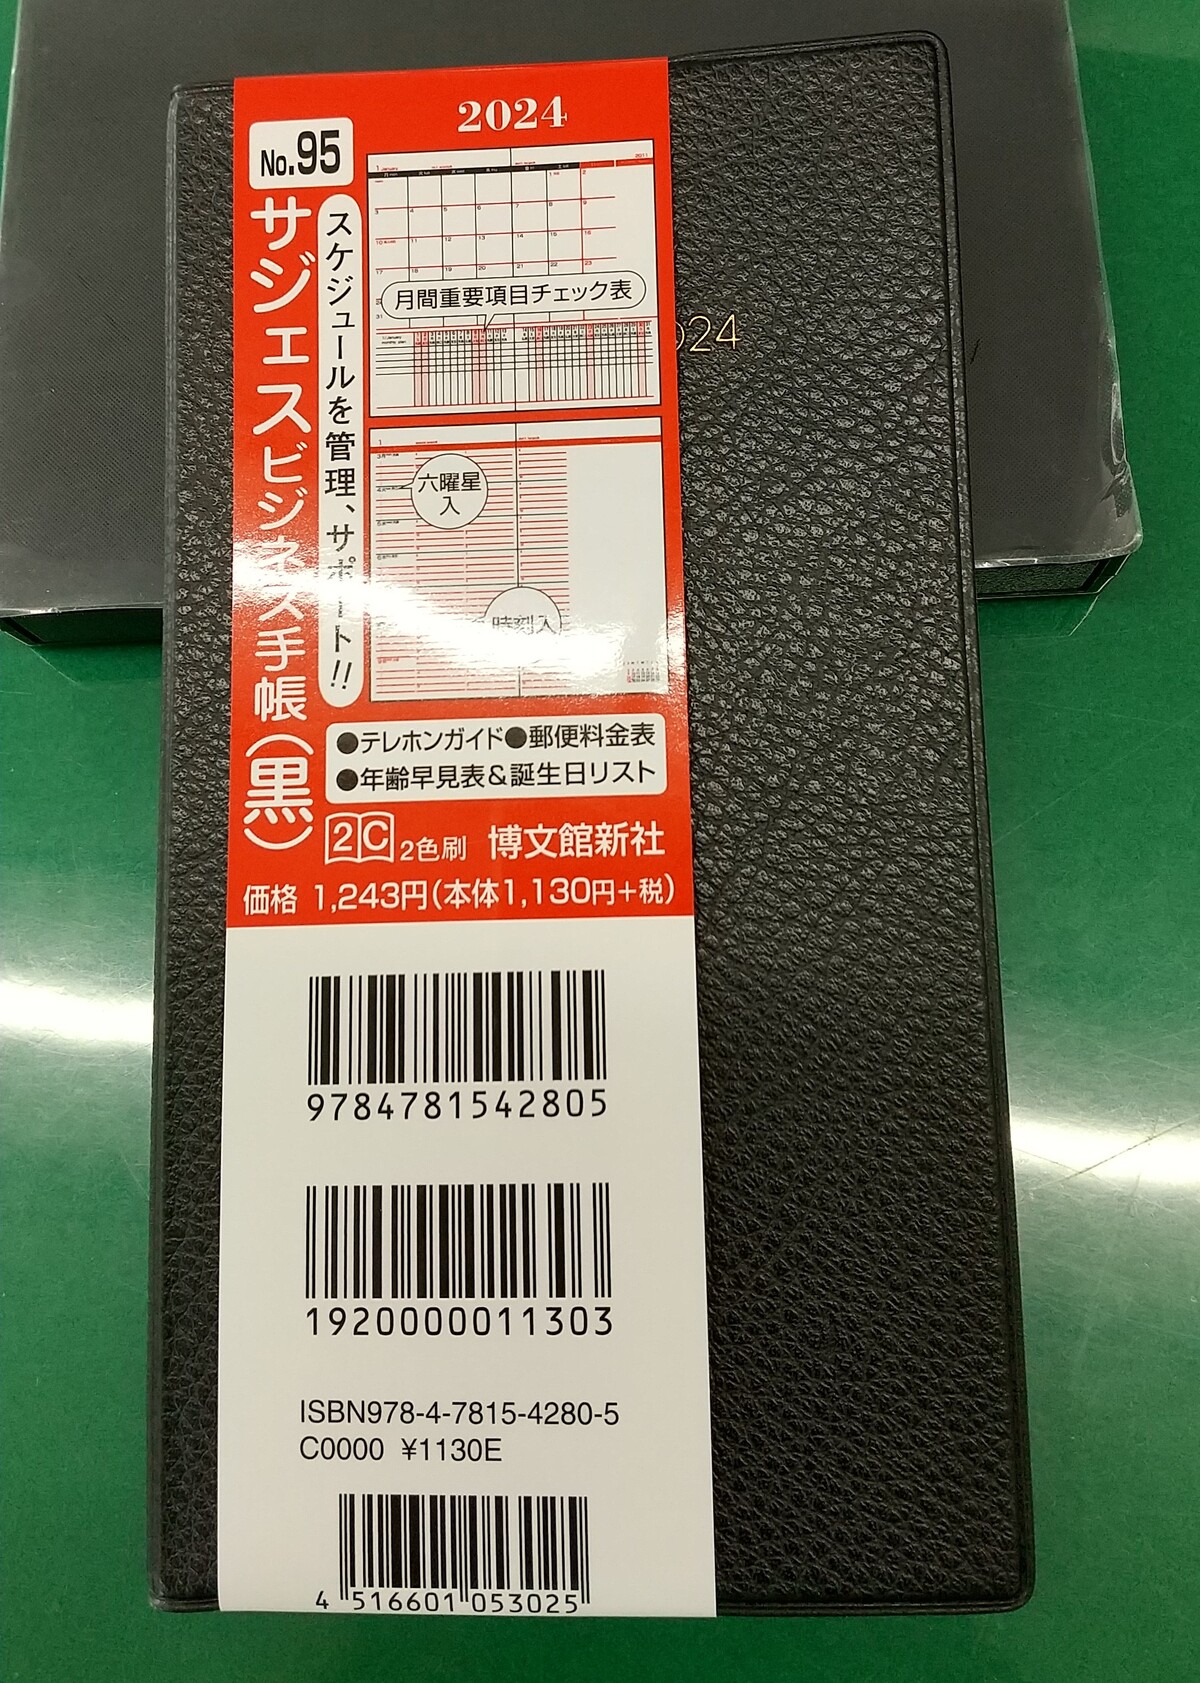 2024
No.95
サジェスビジネス手帳(黒)
スケジュールを管理、サポート!!
月間重要項目チェック表
六曜星
入
時刻入
●テレホンガイド●郵便料金表
●年齢早見表&誕生日リスト
2C 2色刷 博文館新社
価格 1,243円(本体1,130円+税)
024
9784781542805
1920000011303
ISBN978-4-7815-4280-5
C0000 ¥1130E
4 516601 053025